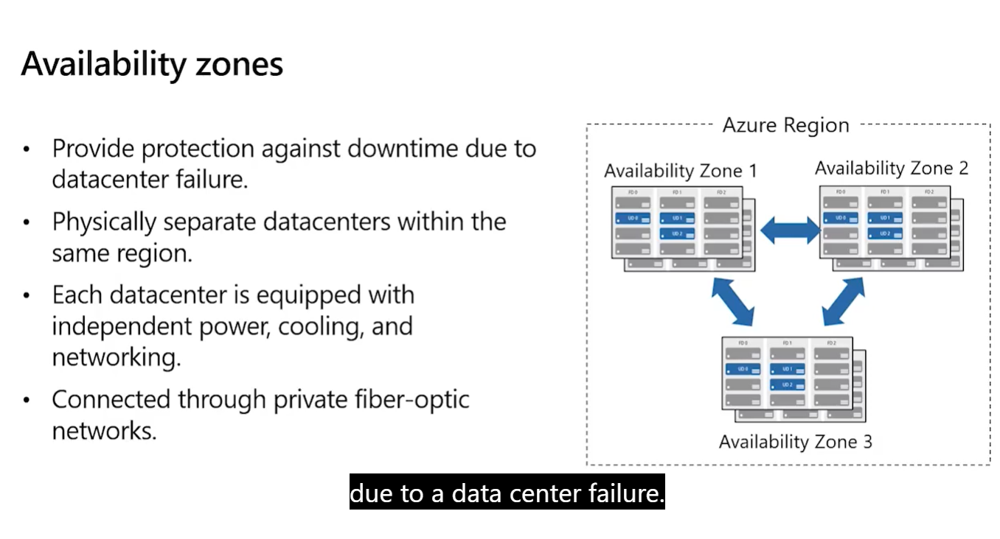 Availability zones
• Provide protection against downtime due to
datacenter failure.
• Physically separate datacenters within the
same region.
• Each datacenter is equipped with
independent power, cooling, and
networking.
• Connected through private fiber-optic
networks.
Azure Region
Availability Zone 1
FD 0 FD 1 FD 2
UD 0 UD 1
UD 2
Availability Zone 2
FD 0 FD 1 FD 2
UD 0 UD 1
UD 2
FD 0 FD 1 FD 2
UD 0 UD 1
UD 2
Availability Zone 3
due to a data center failure.